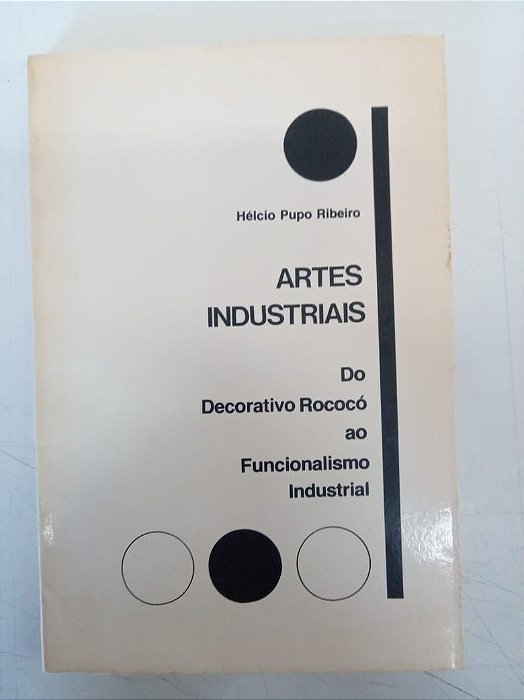 Hélcio Pupo Ribeiro
ARTES
INDUSTRIAIS
Do
Decorativo Rococó
ao
Funcionalismo
Industrial